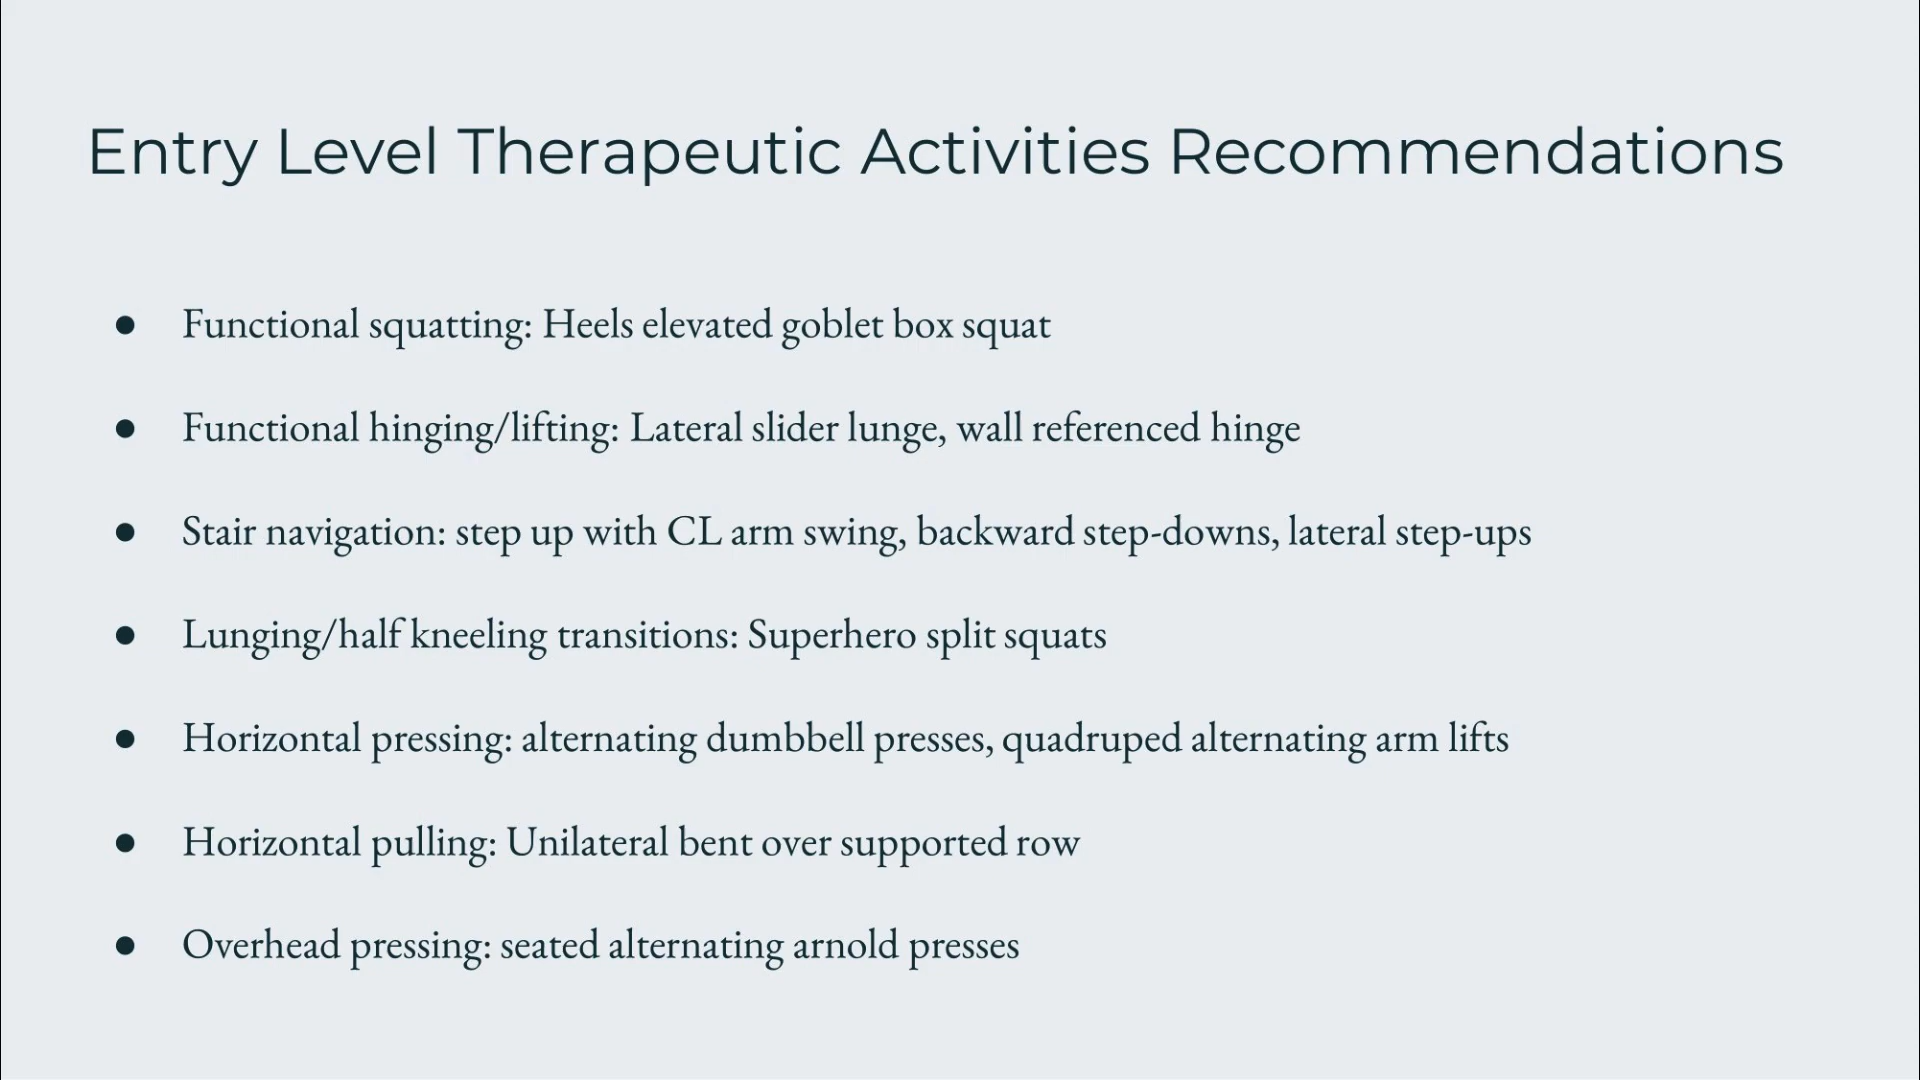 Entry Level Therapeutic Activities Recommendations
● Functional squatting: Heels elevated goblet box squat
● Functional hinging/lifting: Lateral slider lunge, wall referenced hinge
● Stair navigation: step up with CL arm swing, backward step-downs, lateral step-ups
● Lunging/half kneeling transitions: Superhero split squats
● Horizontal pressing: alternating dumbbell presses, quadruped alternating arm lifts
● Horizontal pulling: Unilateral bent over supported row
● Overhead pressing: seated alternating arnold presses